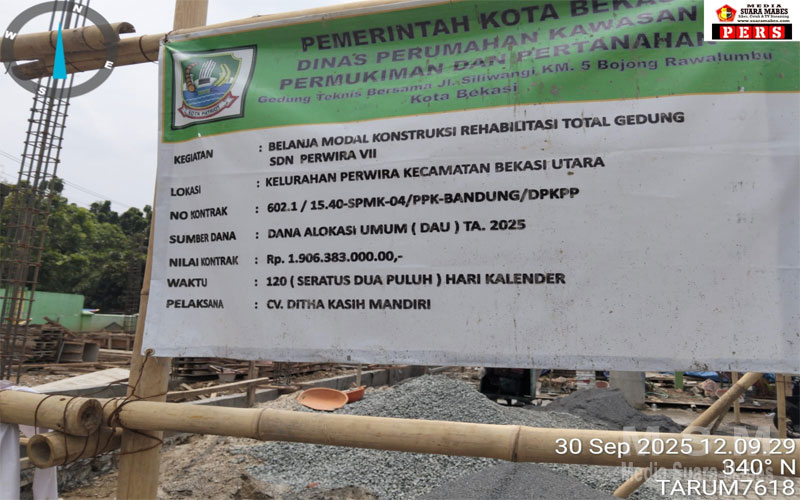 MEDIA
SUARA MABES
PERS
PEMERINTAH KOTA BEKASI
DINAS PERUMAHAN KAWASAN
PERMUKIMAN DAN PERTANAHAN
Gedung Teknis Bersama Jl. Siliwangi, KM. 5 Bojong Rawalumbu
Kota Bekasi
KEGIATAN : BELANJA MODAL KONSTRUKSI REHABILITASI TOTAL GEDUNG
SDN PERWIRA VII
LOKASI : KELURAHAN PERWIRA KECAMATAN BEKASI UTARA
NO KONTRAK : 602.1 / 15.40-SPMK-04/PPK-BANDUNG/DPKPP
SUMBER DANA : DANA ALOKASI UMUM ( DAU ) TA. 2025
NILAI KONTRAK : Rp. 1.906.383.000.00,-
WAKTU : 120 ( SERATUS DUA PULUH ) HARI KALENDER
PELAKSANA : CV. DITHA KASIH MANDIRI
30 Sep 2025 12.09.29
340° N
TARUM7618